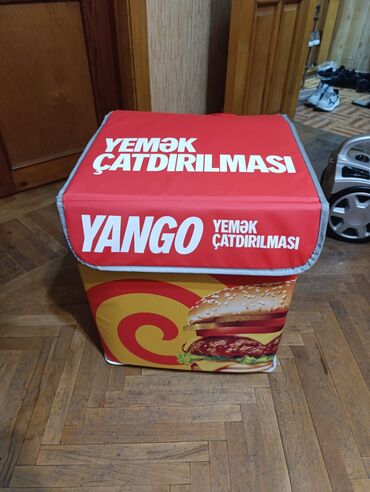 YEMƏK
ÇATDIRILMASI
YANGO YEMƏK
ÇATDIRILMASI